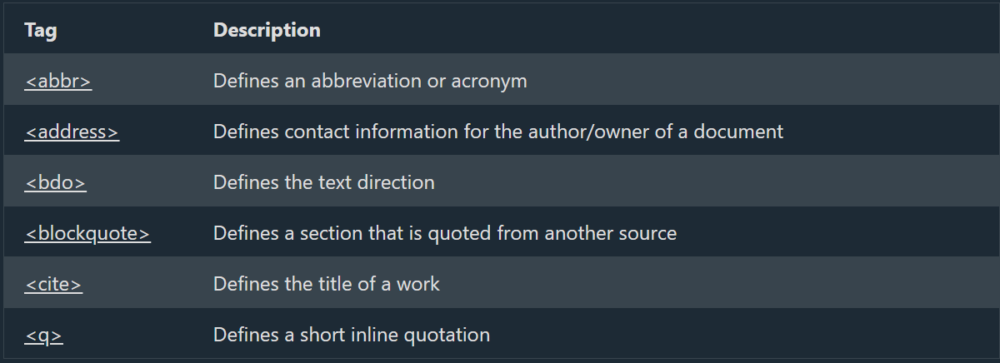 Tag Description
<abbr> Defines an abbreviation or acronym
<address> Defines contact information for the author/owner of a document
<bdo> Defines the text direction
<blockquote> Defines a section that is quoted from another source
<cite> Defines the title of a work
<q> Defines a short inline quotation